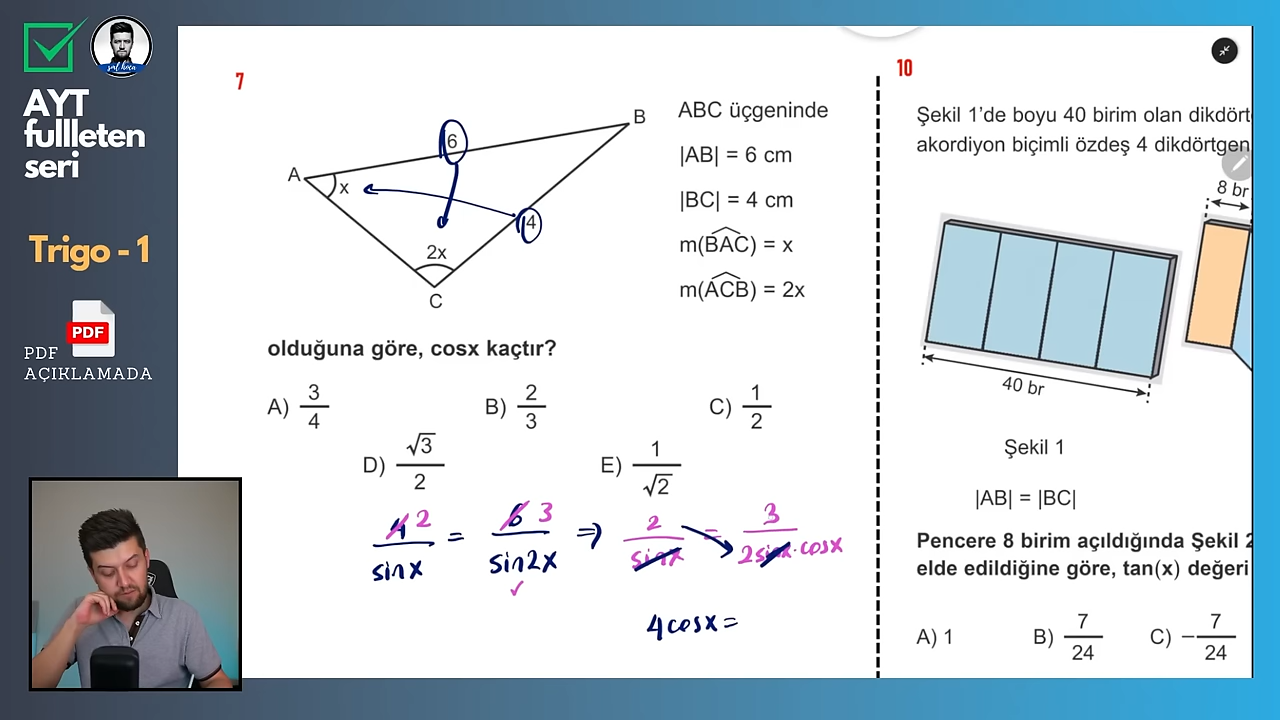 AYT
fullleten
seri
Trigo - 1
PDF
PDF
AÇIKLAMADA
7
A
B
C
6
4
x
2x
ABC üçgeninde
|AB| = 6 cm
|BC| = 4 cm
m(BAC) = x
m(ACB) = 2x
olduğuna göre, cosx kaçtır?
A) 3/4
B) 2/3
C) 1/2
D) √3/2
E) 1/√2
4 2 / sinx = 6 3 / sin2x ⇒ 2/sinx = 3/2sinx·cosx
4cosx =
10
Şekil 1'de boyu 40 birim olan dikdört
akordiyon biçimli özdeş 4 dikdörtgen
8 br
40 br
Şekil 1
|AB| = |BC|
Pencere 8 birim açıldığında Şekil 2
elde edildiğine göre, tan(x) değeri
A) 1
B) 7/24
C) −7/24